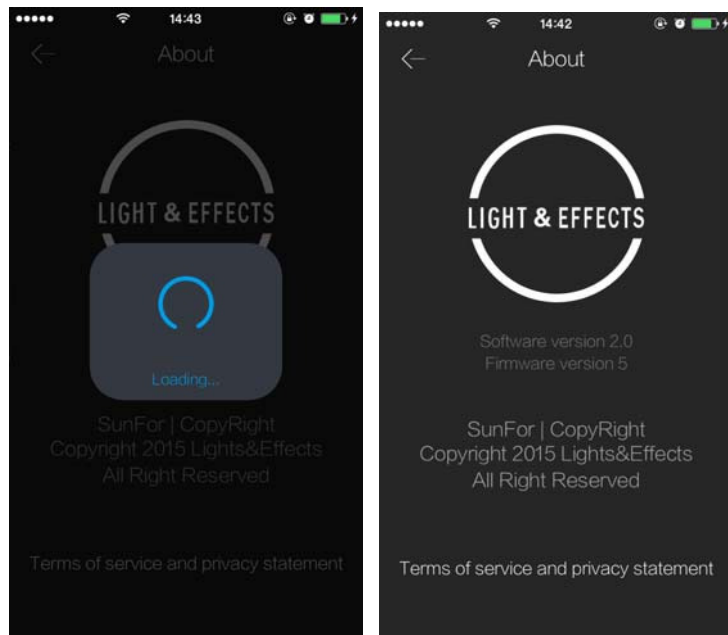 14:43
About
LIGHT & EFFECTS
Loading...
SunFor | CopyRight
Copyright 2015 Lights&Effects
All Right Reserved
Terms of service and privacy statement
14:42
About
LIGHT & EFFECTS
Software version 2.0
Firmware version 5
SunFor | CopyRight
Copyright 2015 Lights&Effects
All Right Reserved
Terms of service and privacy statement